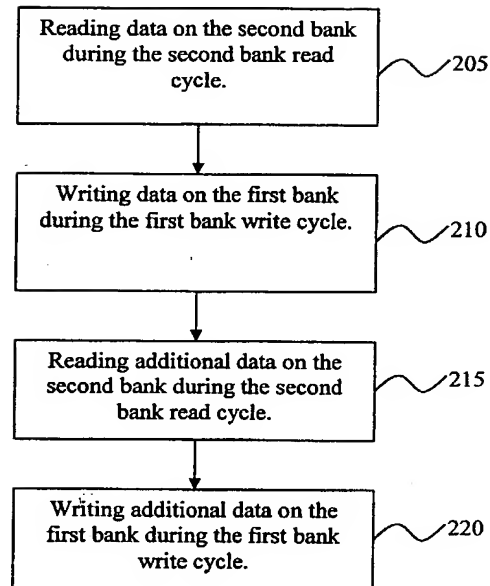 Reading data on the second bank
during the second bank read
cycle.
205
Writing data on the first bank
during the first bank write cycle.
210
Reading additional data on the
second bank during the second
bank read cycle.
215
Writing additional data on the
first bank during the first bank
write cycle.
220